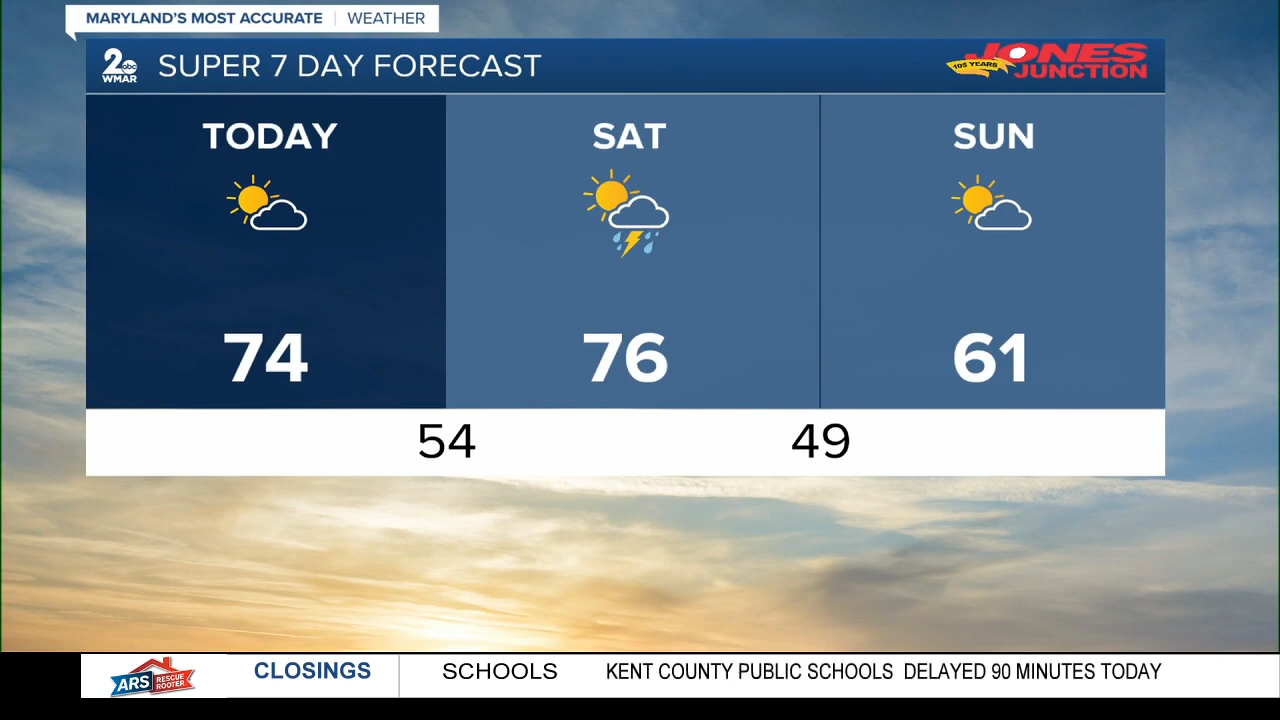 MARYLAND'S MOST ACCURATE | WEATHER
2 abc WMAR
SUPER 7 DAY FORECAST
105 YEARS JONES JUNCTION
TODAY SAT SUN
74 76 61
54 49
ARS RESCUE ROOTER
CLOSINGS SCHOOLS KENT COUNTY PUBLIC SCHOOLS DELAYED 90 MINUTES TODAY